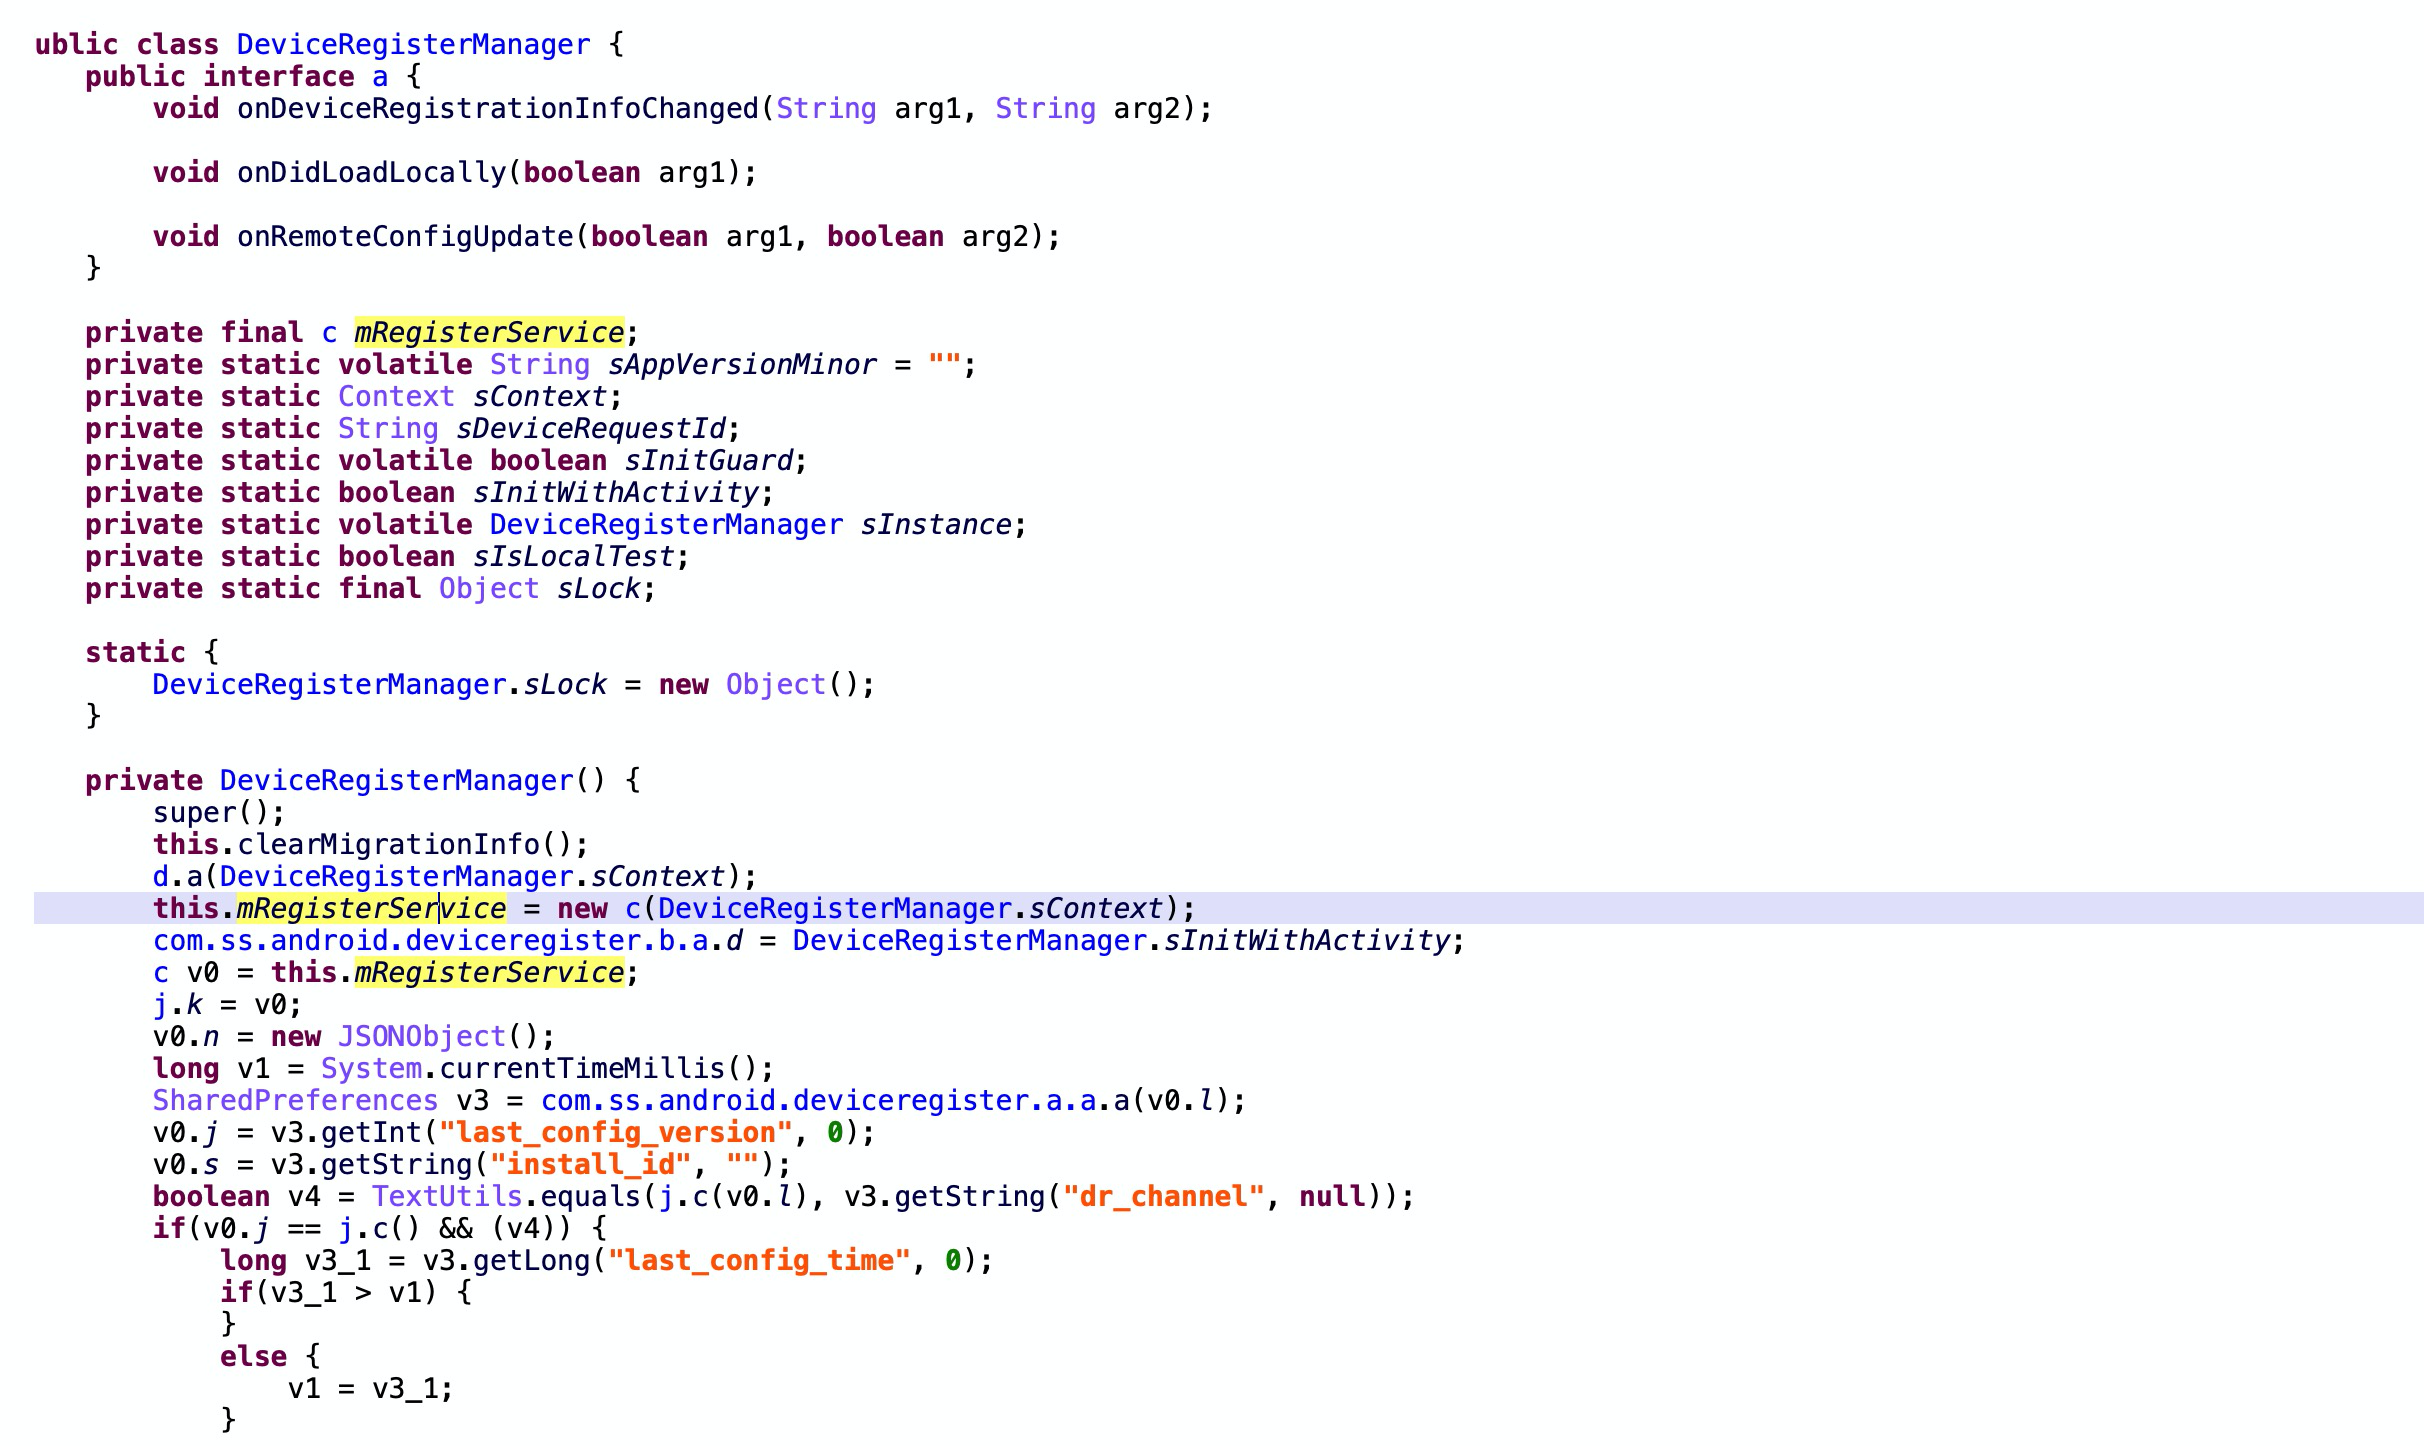 ublic class DeviceRegisterManager {
public interface a {
void onDeviceRegistrationInfoChanged(String arg1, String arg2);
void onDidLoadLocally(boolean arg1);
void onRemoteConfigUpdate(boolean arg1, boolean arg2);
}
private final c mRegisterService;
private static volatile String sAppVersionMinor = "";
private static Context sContext;
private static String sDeviceRequestId;
private static volatile boolean sInitGuard;
private static boolean sInitWithActivity;
private static volatile DeviceRegisterManager sInstance;
private static boolean sIsLocalTest;
private static final Object sLock;
static {
DeviceRegisterManager.sLock = new Object();
}
private DeviceRegisterManager() {
super();
this.clearMigrationInfo();
d.a(DeviceRegisterManager.sContext);
this.mRegisterService = new c(DeviceRegisterManager.sContext);
com.ss.android.deviceregister.b.a.d = DeviceRegisterManager.sInitWithActivity;
c v0 = this.mRegisterService;
j.k = v0;
v0.n = new JSONObject();
long v1 = System.currentTimeMillis();
SharedPreferences v3 = com.ss.android.deviceregister.a.a.a(v0.l);
v0.j = v3.getInt("last_config_version", 0);
v0.s = v3.getString("install_id", "");
boolean v4 = TextUtils.equals(j.c(v0.l), v3.getString("dr_channel", null));
if(v0.j == j.c() && (v4)) {
long v3_1 = v3.getLong("last_config_time", 0);
if(v3_1 > v1) {
}
else {
v1 = v3_1;
}